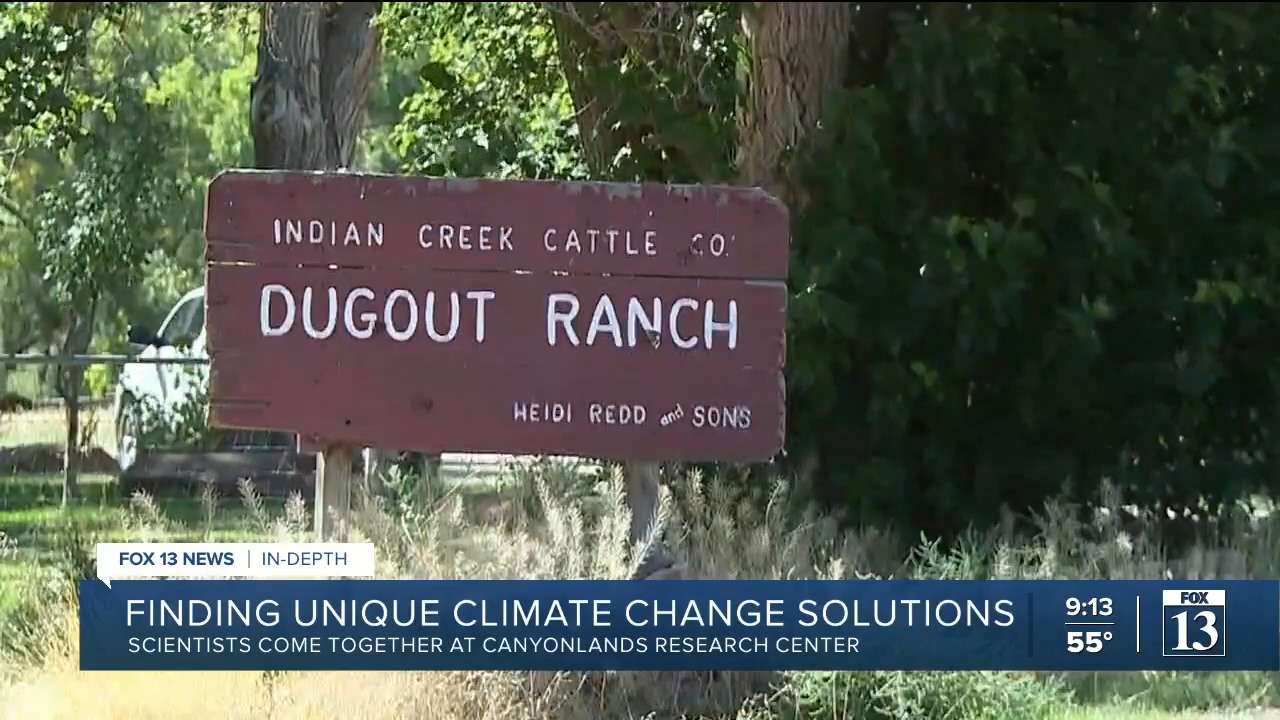 INDIAN CREEK CATTLE CO.
DUGOUT RANCH
HEIDI REDD and SONS
FOX 13 NEWS | IN-DEPTH
FINDING UNIQUE CLIMATE CHANGE SOLUTIONS
SCIENTISTS COME TOGETHER AT CANYONLANDS RESEARCH CENTER
9:13
55°
FOX
13